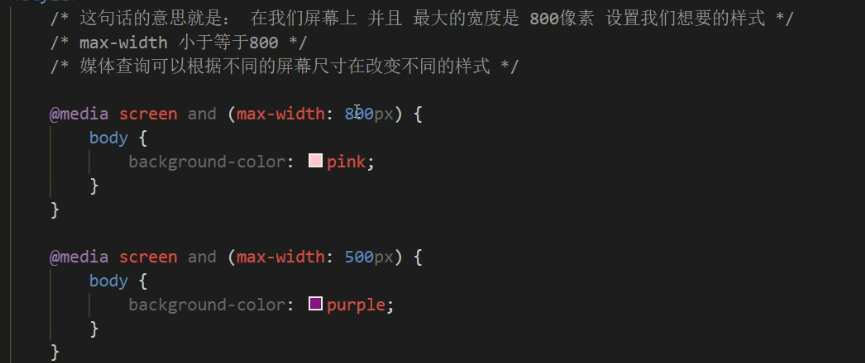 /* 这句话的意思就是： 在我们屏幕上 并且 最大的宽度是 800像素 设置我们想要的样式 */
/* max-width 小于等于800 */
/* 媒体查询可以根据不同的屏幕尺寸在改变不同的样式 */
@media screen and (max-width: 800px) {
body {
background-color: pink;
}
}
@media screen and (max-width: 500px) {
body {
background-color: purple;
}
}